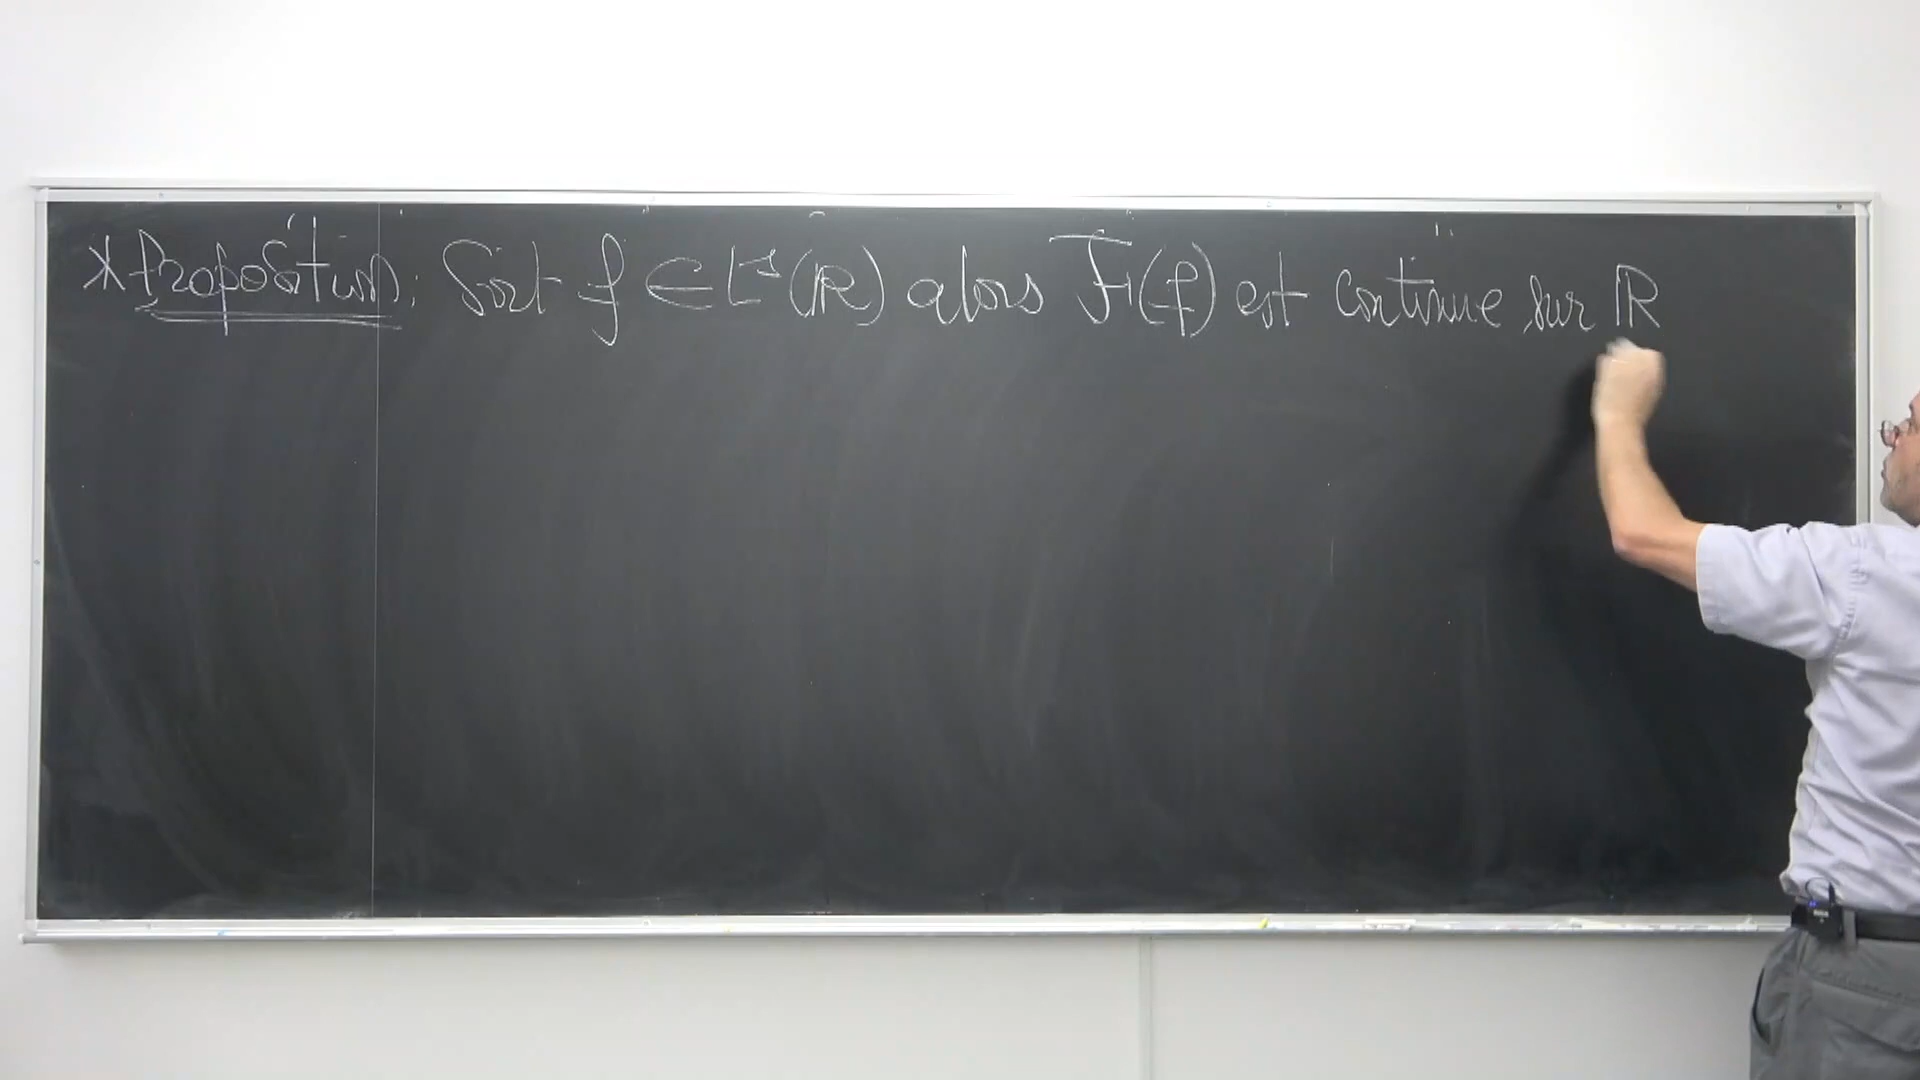 * Proposition : Soit f ∈ L¹(ℝ) alors F(f) est continue sur ℝ